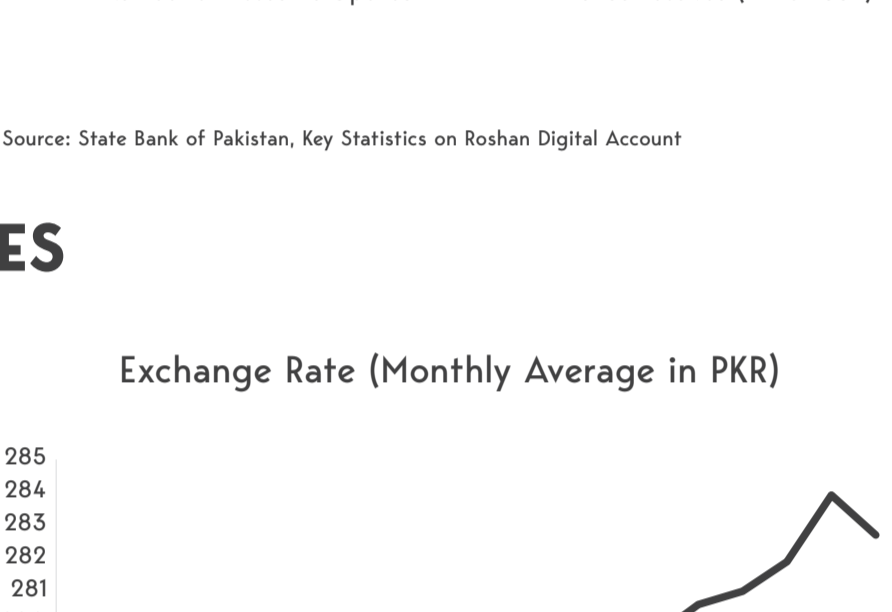 Source: State Bank of Pakistan, Key Statistics on Roshan Digital Account
ES
Exchange Rate (Monthly Average in PKR)
285
284
283
282
281